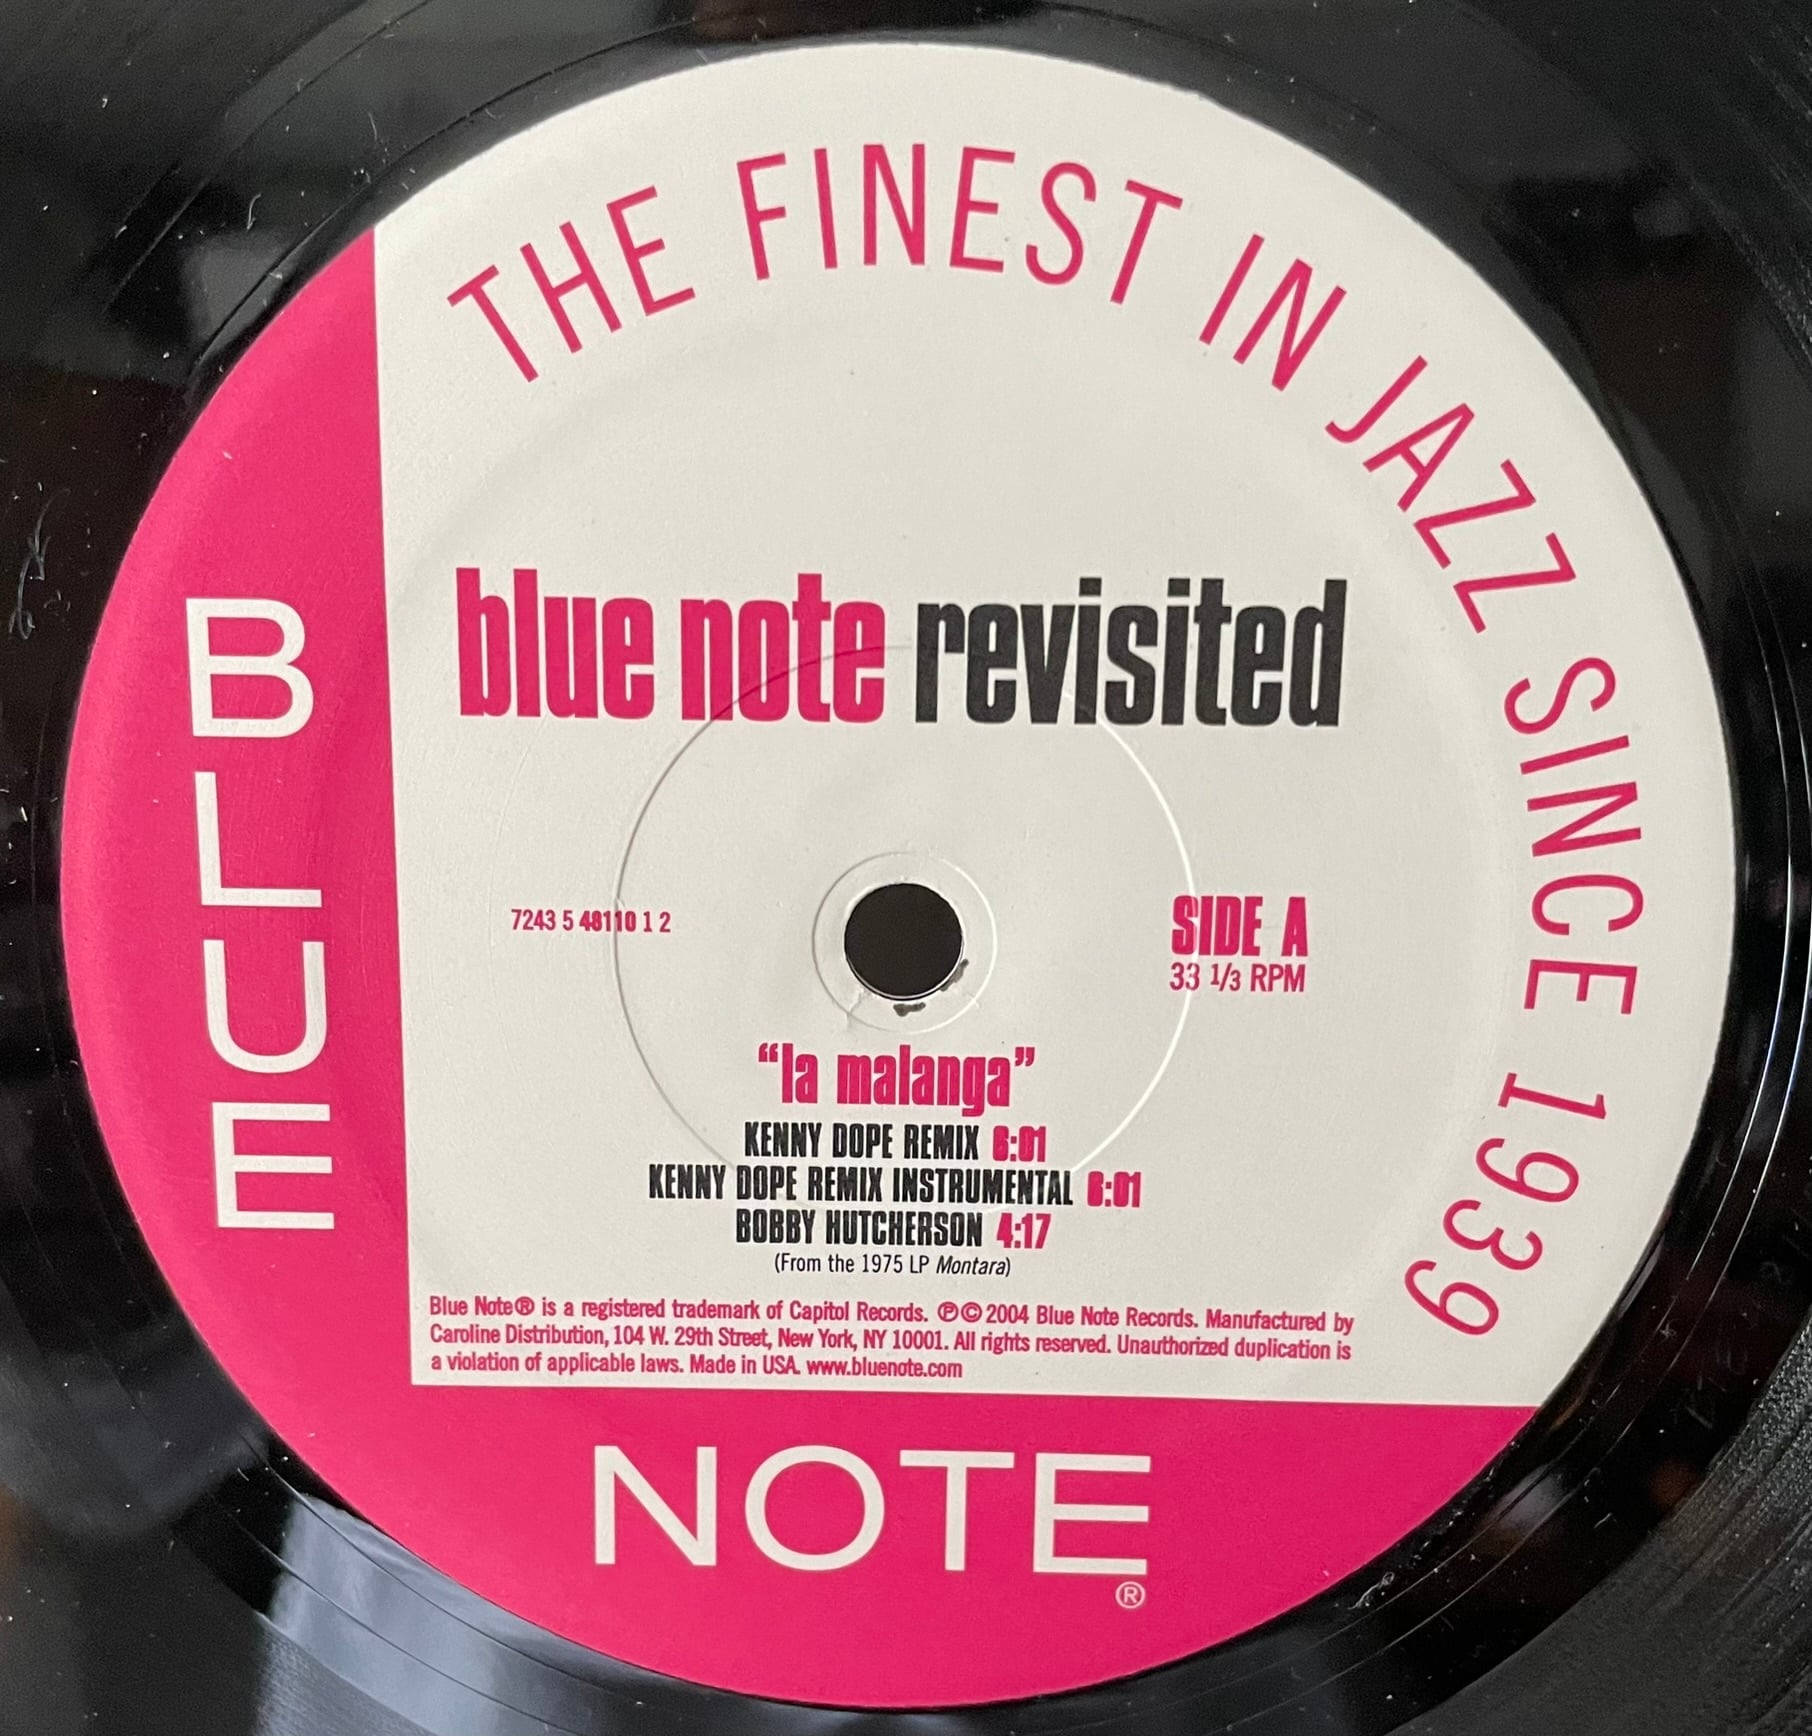 THE FINEST IN JAZZ SINCE 1939
BLUE
blue note revisited
7243 5 48110 1 2
SIDE A
33 1/3 RPM
“la malanga”
KENNY DOPE REMIX 6:01
KENNY DOPE REMIX INSTRUMENTAL 6:01
BOBBY HUTCHERSON 4:17
(From the 1975 LP Montara)
Blue Note® is a registered trademark of Capitol Records. ℗© 2004 Blue Note Records. Manufactured by
Caroline Distribution, 104 W. 29th Street, New York, NY 10001. All rights reserved. Unauthorized duplication is
a violation of applicable laws. Made in USA. www.bluenote.com
NOTE
®